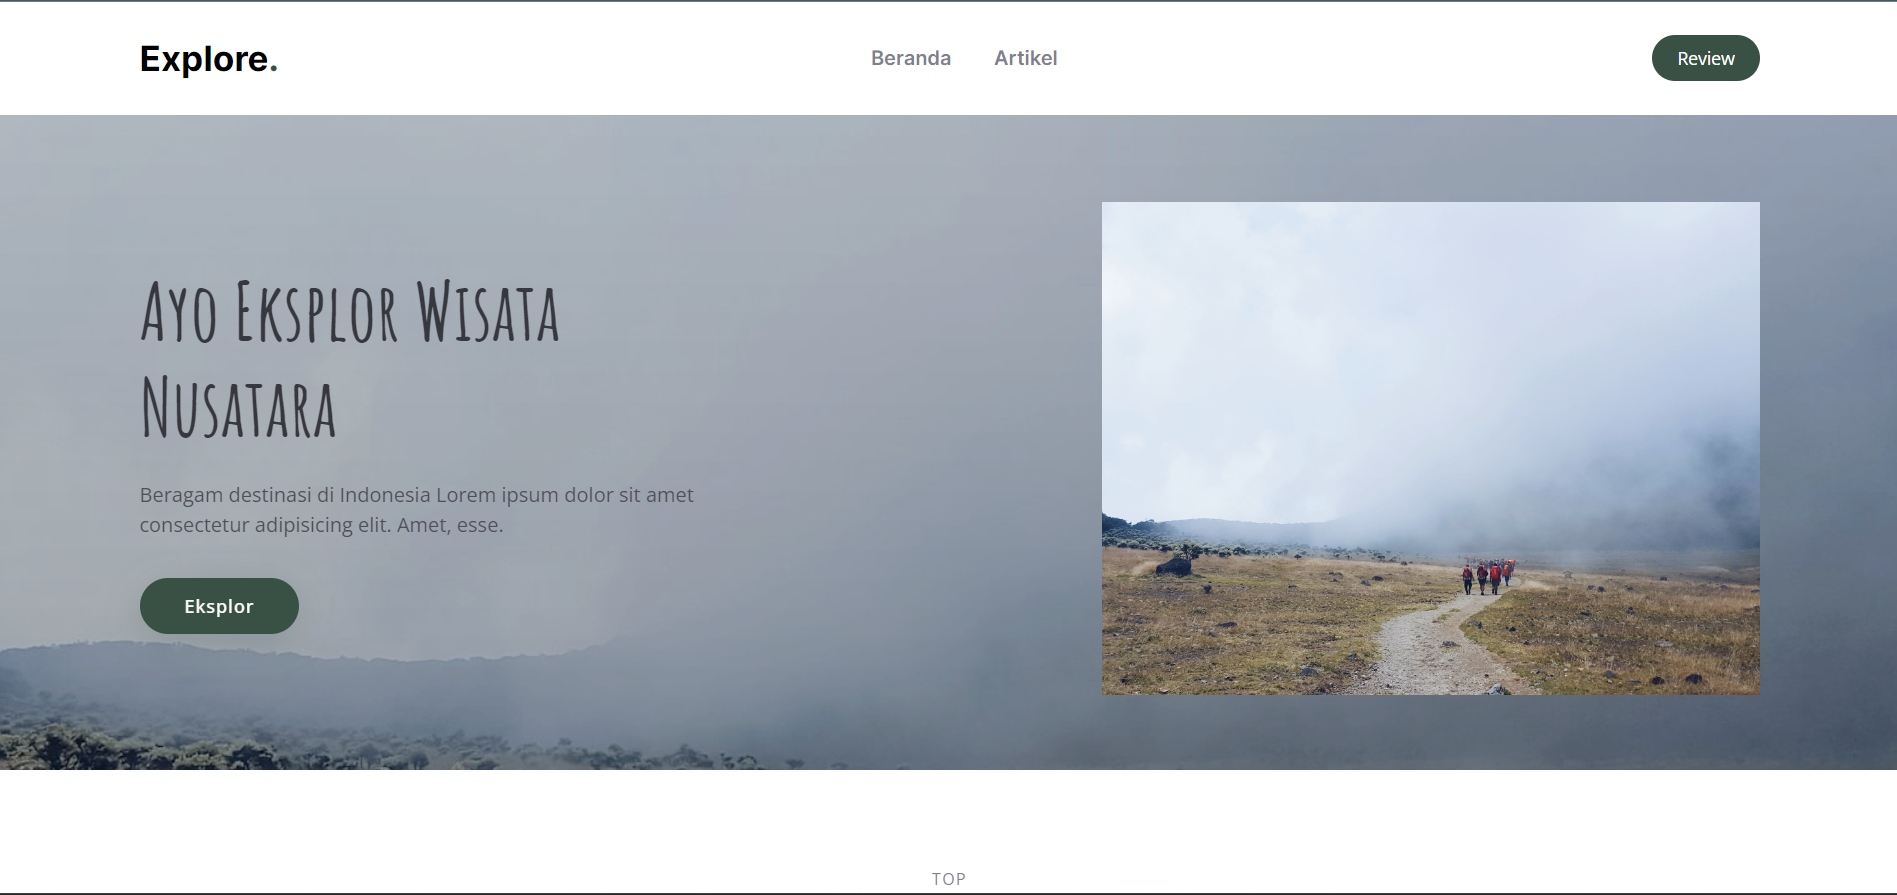 Explore.
Beranda Artikel
Review
Ayo Eksplor Wisata
Nusatara
Beragam destinasi di Indonesia Lorem ipsum dolor sit amet
consectetur adipisicing elit. Amet, esse.
Eksplor
TOP